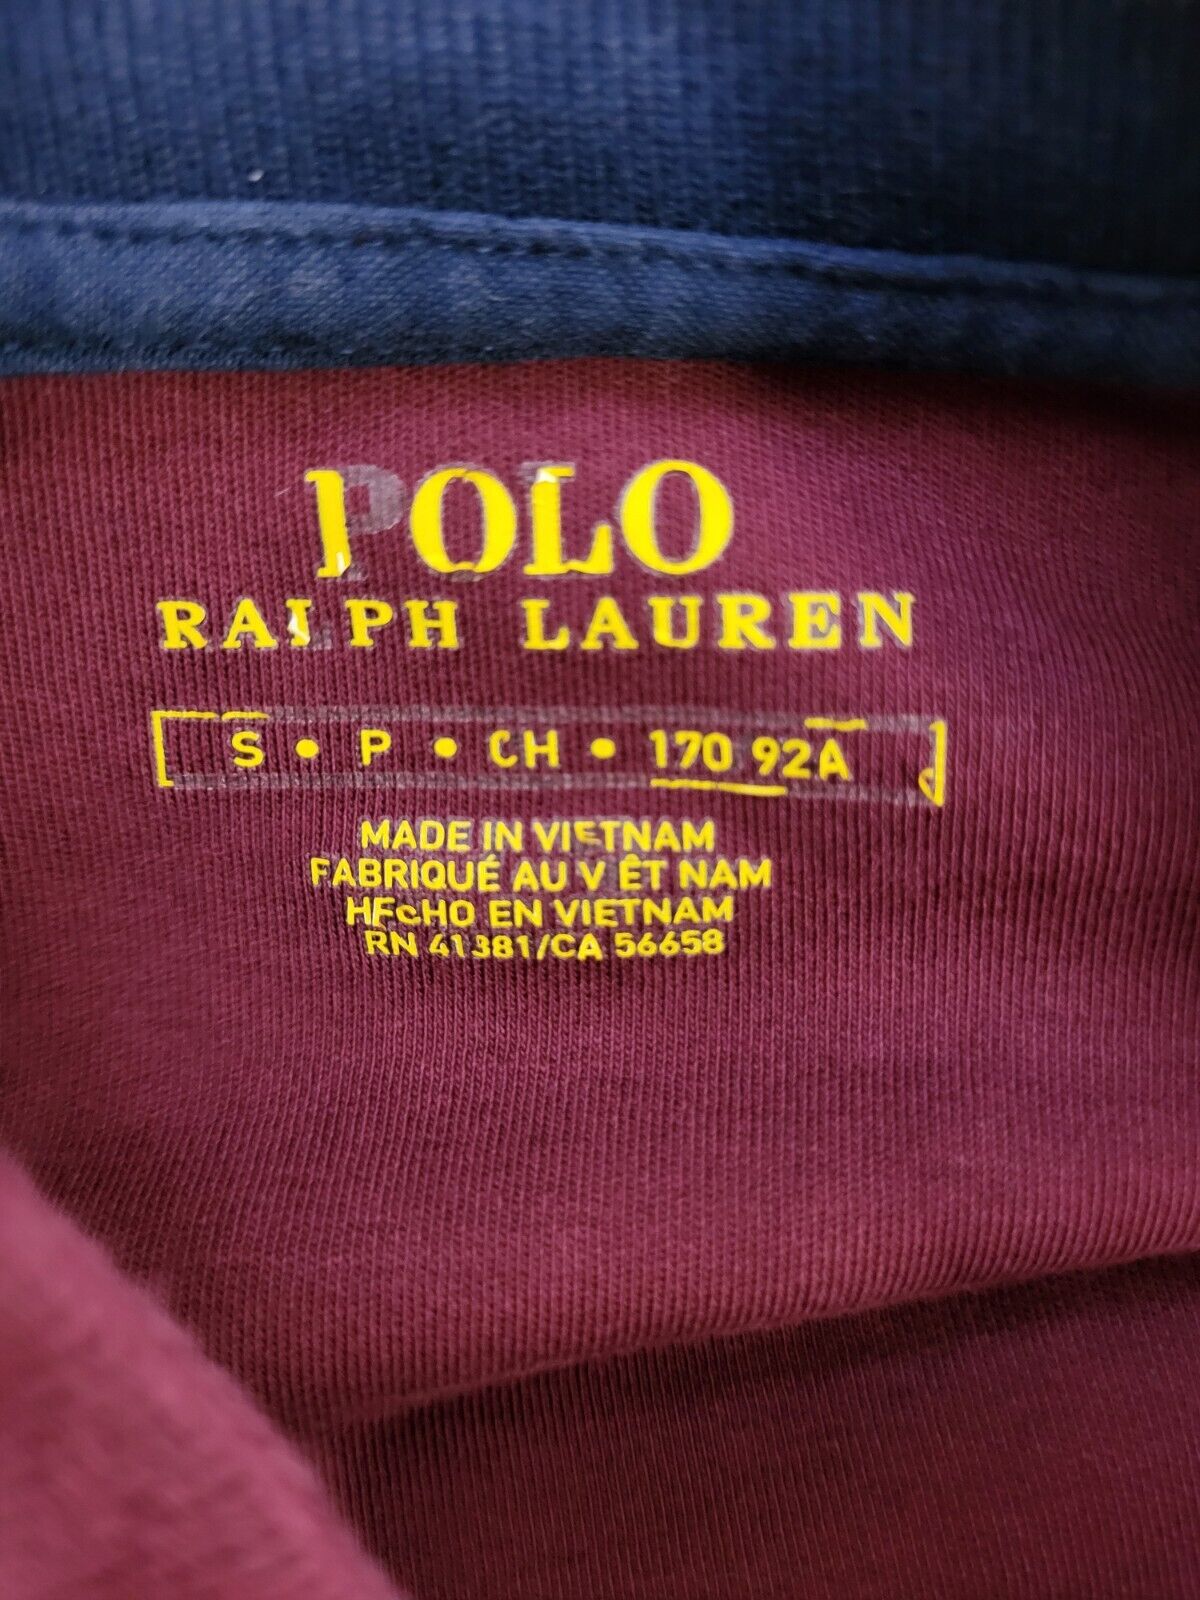 POLO
RALPH LAUREN
S • P • CH • 170 92A
MADE IN VIETNAM
FABRIQUÉ AU VIÊT NAM
HECHO EN VIETNAM
RN 41381/CA 56658